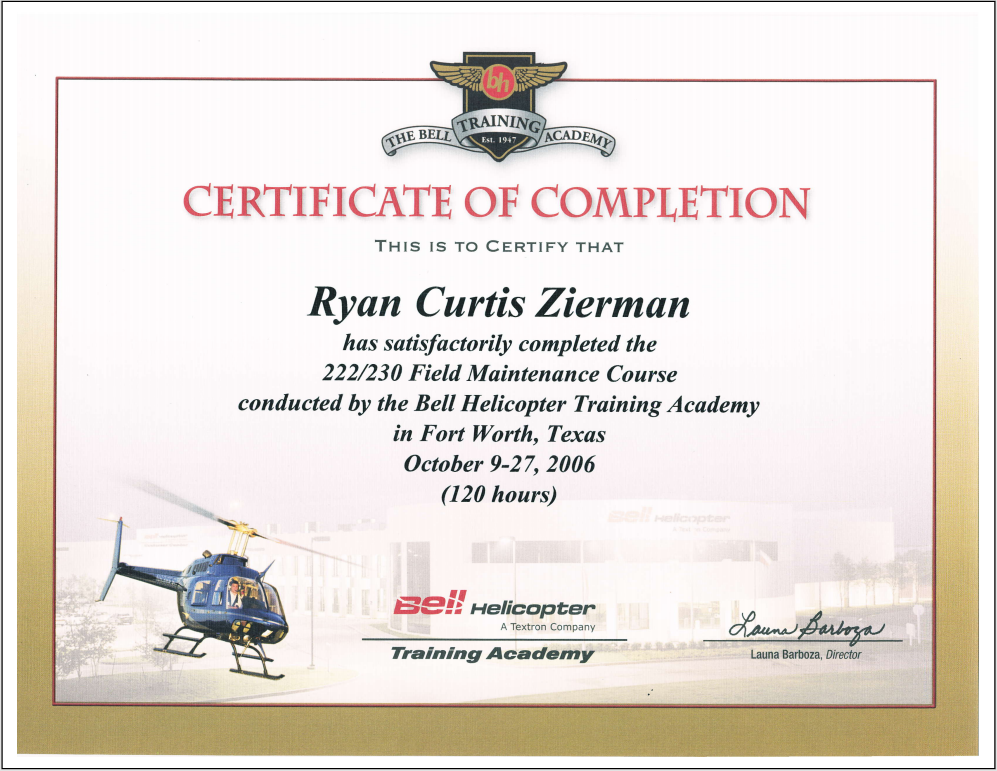 bh
THE BELL TRAINING ACADEMY
Est. 1947
CERTIFICATE OF COMPLETION
THIS IS TO CERTIFY THAT
Ryan Curtis Zierman
has satisfactorily completed the
222/230 Field Maintenance Course
conducted by the Bell Helicopter Training Academy
in Fort Worth, Texas
October 9-27, 2006
(120 hours)
Bell Helicopter
Bell Helicopter
A Textron Company
Training Academy
Launa Barboza
Launa Barboza, Director